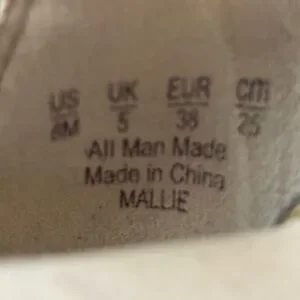 US UK EUR cm
8M 5 38 25
All Man Made
Made in China
MALLIE